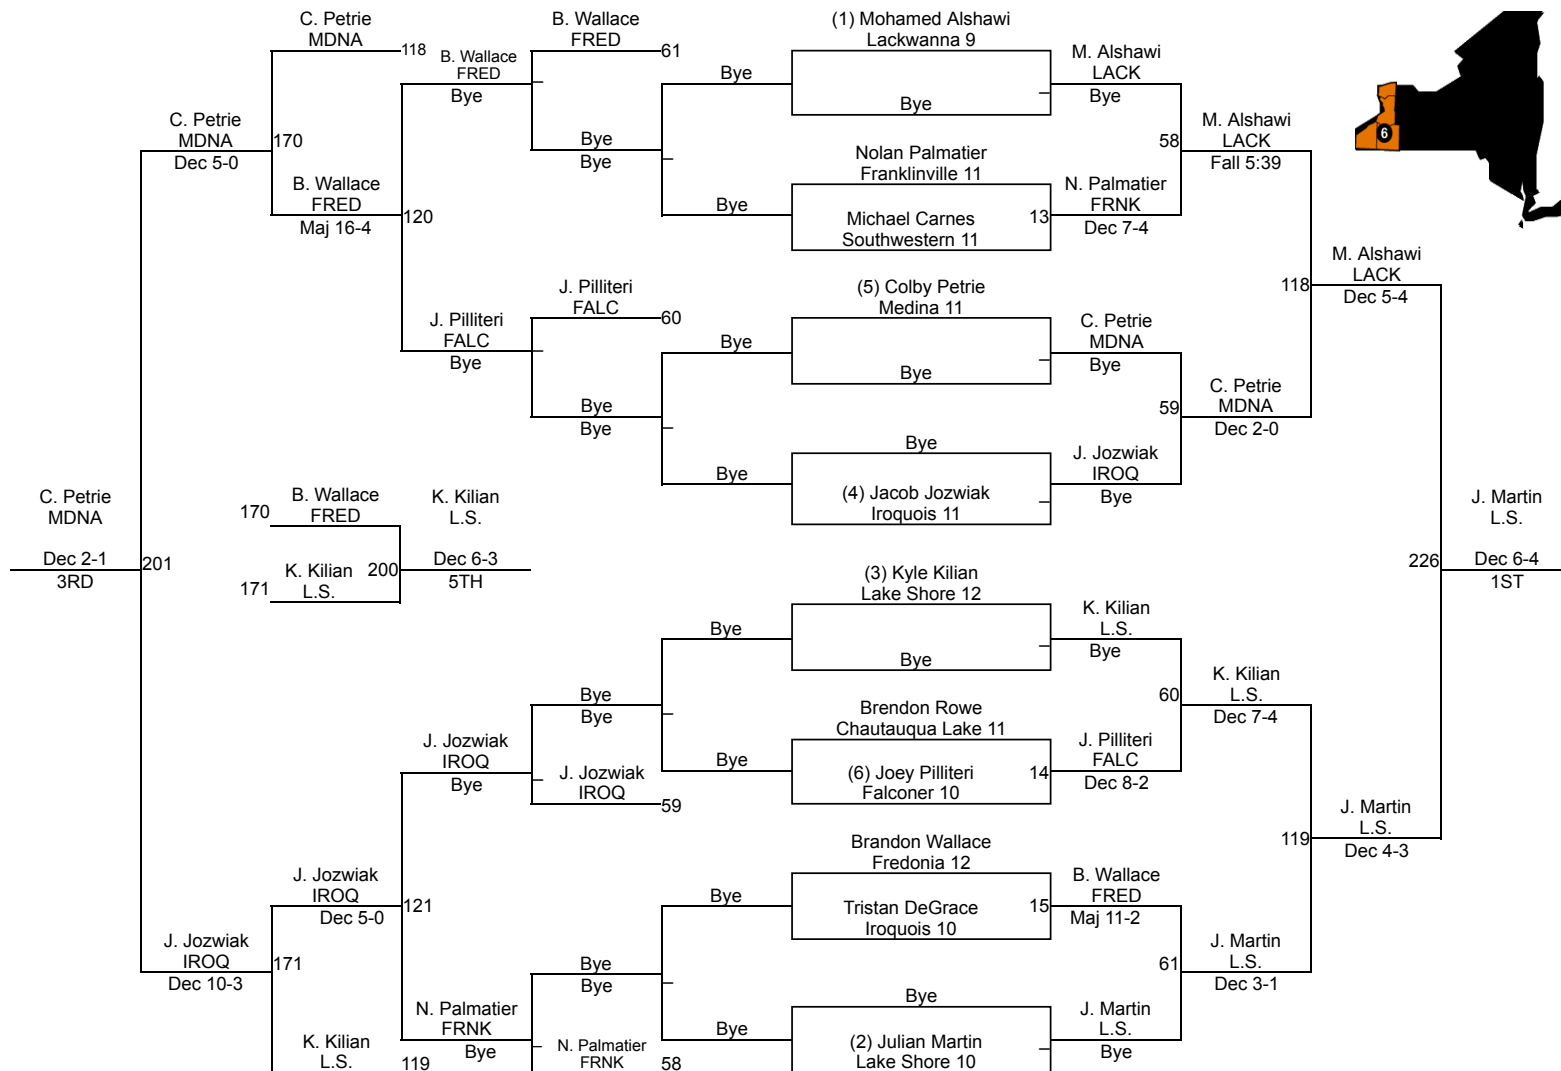 C. Petrie
MDNA
118
B. Wallace
FRED
61
(1) Mohamed Alshawi
Lackwanna 9
B. Wallace
FRED
Bye
Bye
Bye
M. Alshawi
LACK
Bye
C. Petrie
MDNA
Dec 5-0
170
Bye
Bye
58
M. Alshawi
LACK
Fall 5:39
6
B. Wallace
FRED
Maj 16-4
120
Bye
Nolan Palmatier
Franklinville 11
Michael Carnes
Southwestern 11
13
N. Palmatier
FRNK
Dec 7-4
J. Pilliteri
FALC
60
(5) Colby Petrie
Medina 11
118
M. Alshawi
LACK
Dec 5-4
J. Pilliteri
FALC
Bye
Bye
Bye
C. Petrie
MDNA
Bye
Bye
Bye
59
C. Petrie
MDNA
Dec 2-0
Bye
Bye
(4) Jacob Jozwiak
Iroquois 11
J. Jozwiak
IROQ
Bye
C. Petrie
MDNA
Dec 2-1
3RD
201
170
B. Wallace
FRED
171
K. Kilian
L.S.
200
K. Kilian
L.S.
Dec 6-3
5TH
226
J. Martin
L.S.
Dec 6-4
1ST
(3) Kyle Kilian
Lake Shore 12
Bye
Bye
K. Kilian
L.S.
Bye
Bye
Bye
60
K. Kilian
L.S.
Dec 7-4
J. Jozwiak
IROQ
Bye
J. Jozwiak
IROQ
59
Bye
Brendon Rowe
Chautauqua Lake 11
(6) Joey Pilliteri
Falconer 10
14
J. Pilliteri
FALC
Dec 8-2
119
J. Martin
L.S.
Dec 4-3
J. Jozwiak
IROQ
Dec 5-0
121
Bye
Brandon Wallace
Fredonia 12
Tristan DeGrace
Iroquois 10
15
B. Wallace
FRED
Maj 11-2
J. Jozwiak
IROQ
Dec 10-3
171
Bye
Bye
61
J. Martin
L.S.
Dec 3-1
K. Kilian
L.S.
119
N. Palmatier
FRNK
Bye
N. Palmatier
FRNK
58
Bye
Bye
(2) Julian Martin
Lake Shore 10
J. Martin
L.S.
Bye